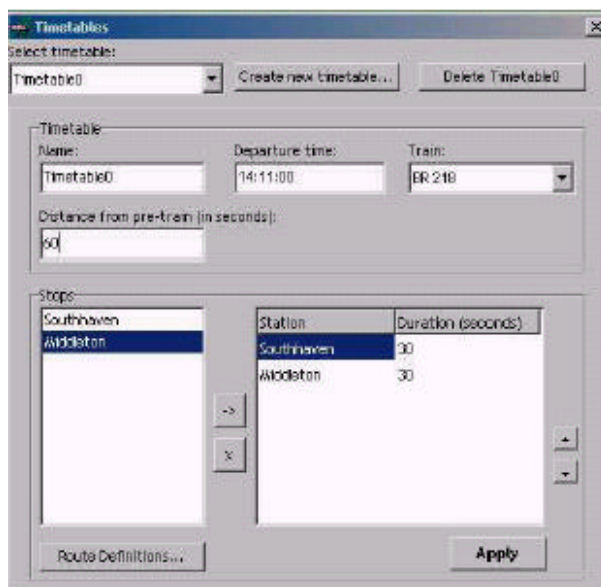 Timetables
Select timetable:
Timetable0 Create new timetable... Delete Timetable0
Timetable
Name: Departure time: Train:
Timetable0 14:11:00 BR 218
Distance from pre-train (in seconds):
60
Stops
Southhaven
Middleton
Station Duration (seconds)
Southhaven 30
Middleton 30
->
x
Route Definitions... Apply